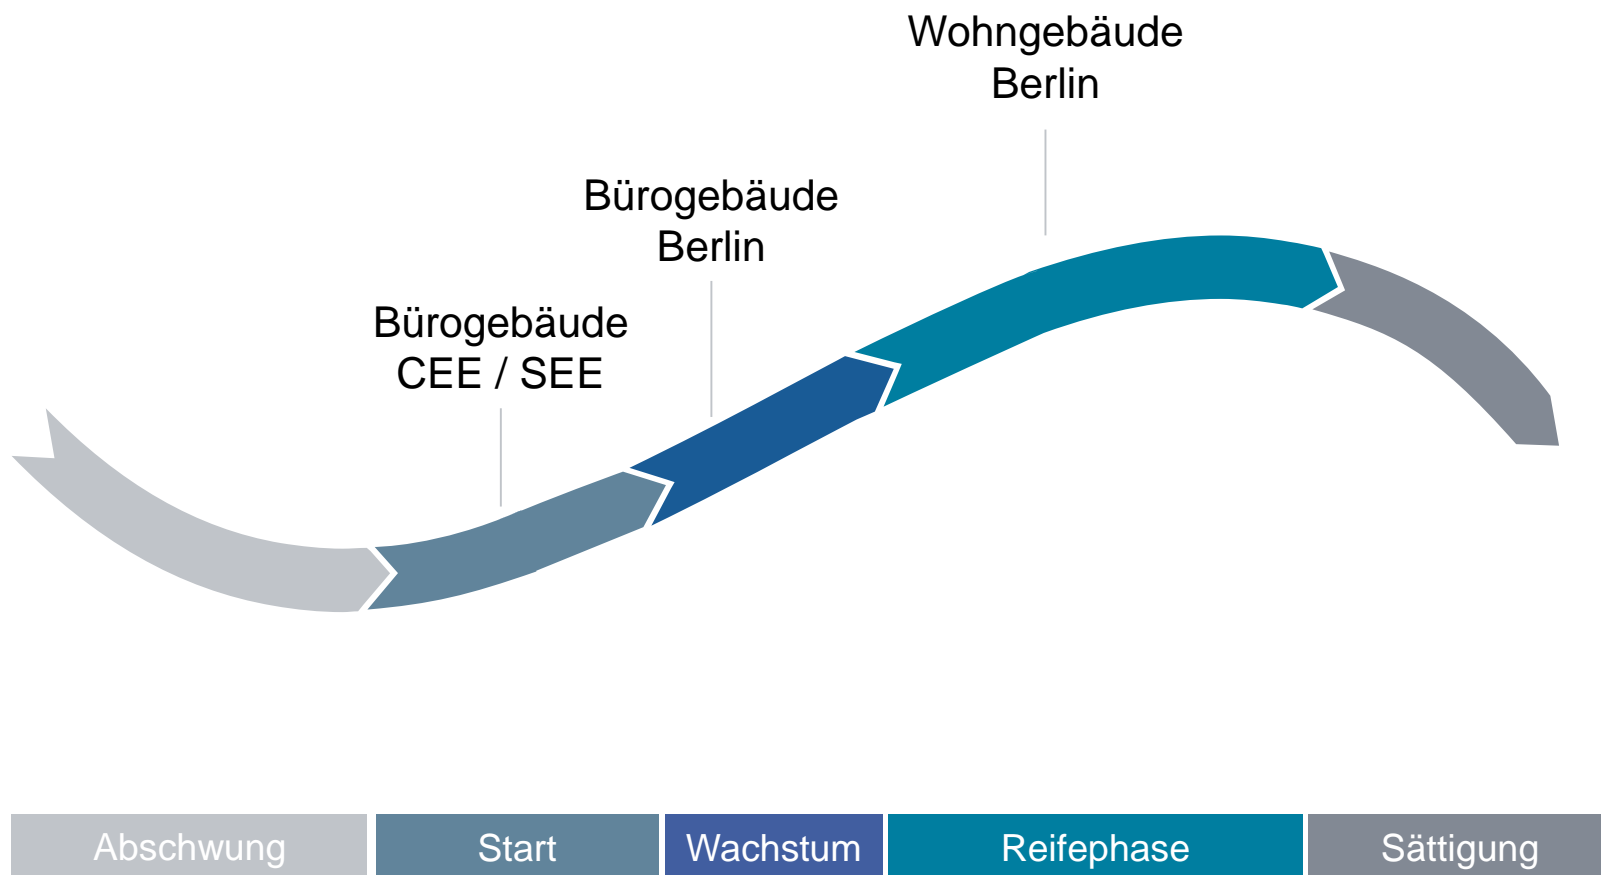 Wohngebäude
Berlin
Bürogebäude
Berlin
Bürogebäude
CEE / SEE
Abschwung
Start
Wachstum
Reifephase
Sättigung